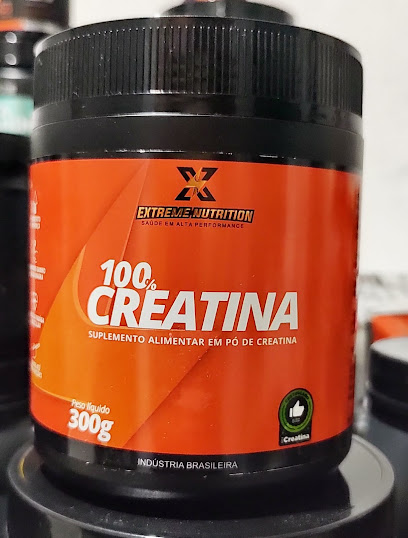 EXTREME NUTRITION
SAÚDE EM ALTA PERFORMANCE
100%
CREATINA
SUPLEMENTO ALIMENTAR EM PÓ DE CREATINA
Peso líquido
300g
Creatina
INDÚSTRIA BRASILEIRA